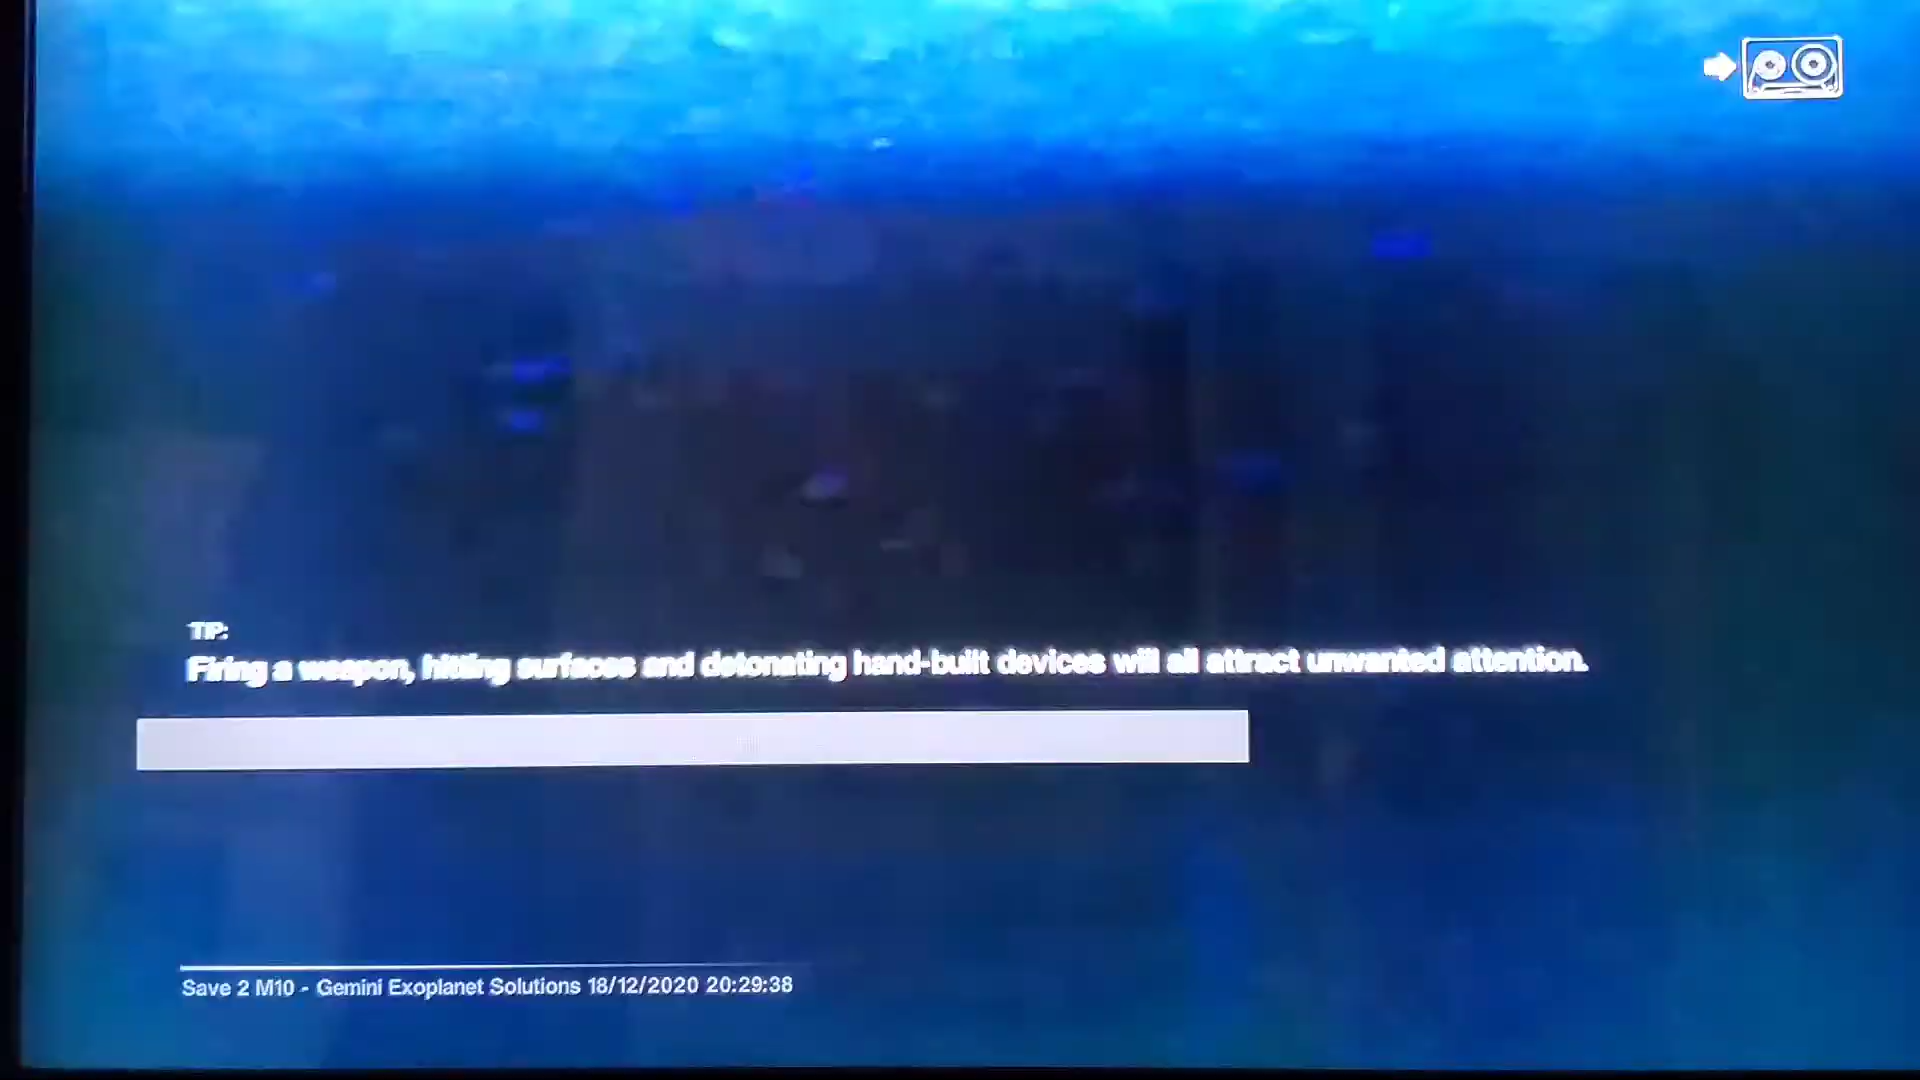 TIP:
Firing a weapon, hitting surfaces and detonating hand-built devices will all attract unwanted attention.
Save 2 M10 - Gemini Exoplanet Solutions 18/12/2020 20:29:38